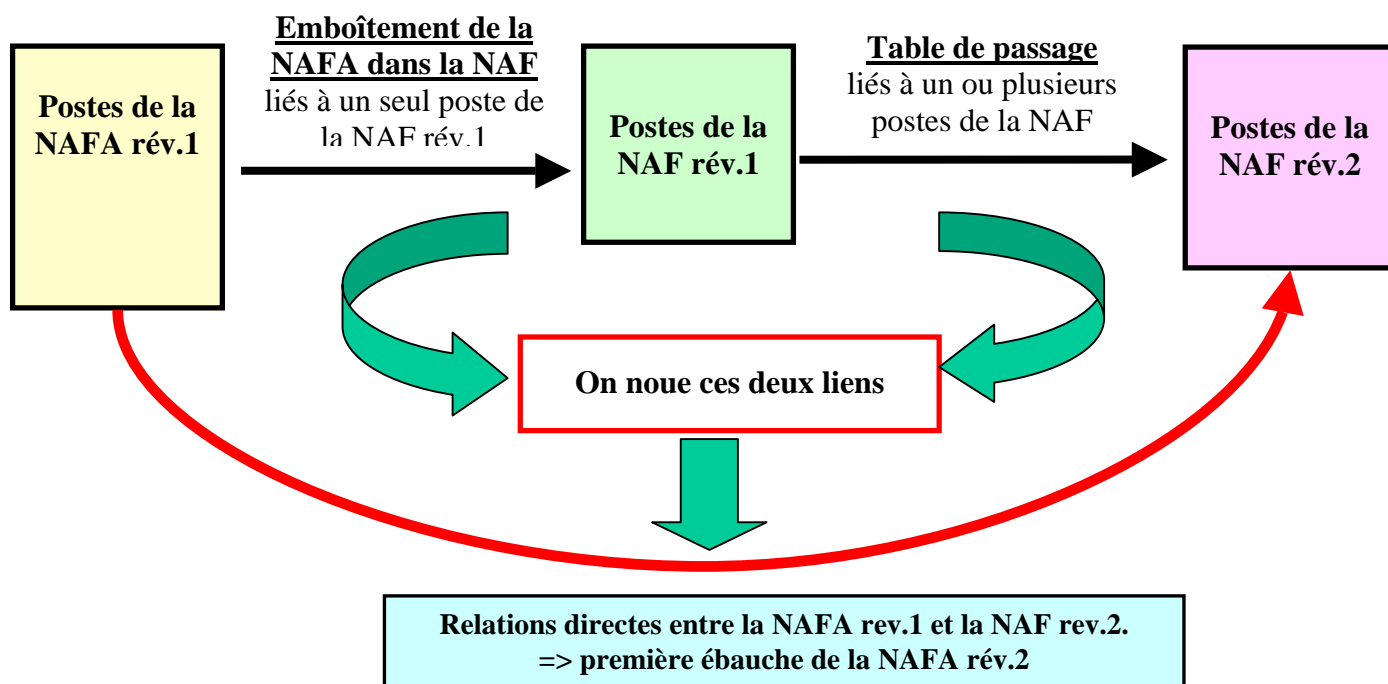 Emboîtement de la
NAFA dans la NAF
liés à un seul poste de
la NAF rév.1
Table de passage
liés à un ou plusieurs
postes de la NAF
Postes de la
NAFA rév.1
Postes de la
NAF rév.1
Postes de la
NAF rév.2
On noue ces deux liens
Relations directes entre la NAFA rev.1 et la NAF rev.2.
=> première ébauche de la NAFA rév.2